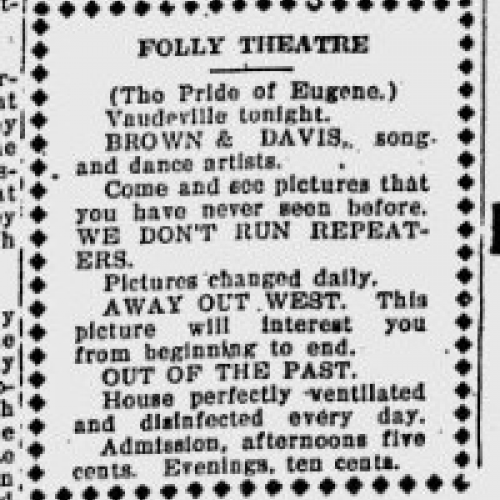 FOLLY THEATRE
(The Pride of Eugene.)
Vaudeville tonight.
BROWN & DAVIS, song
and dance artists.
Come and see pictures that
you have never seen before.
WE DON'T RUN REPEAT-
ERS.
Pictures changed daily.
AWAY OUT WEST. This
picture will interest you
from beginning to end.
OUT OF THE PAST.
House perfectly ventilated
and disinfected every day.
Admission, afternoons five
cents. Evenings, ten cents.